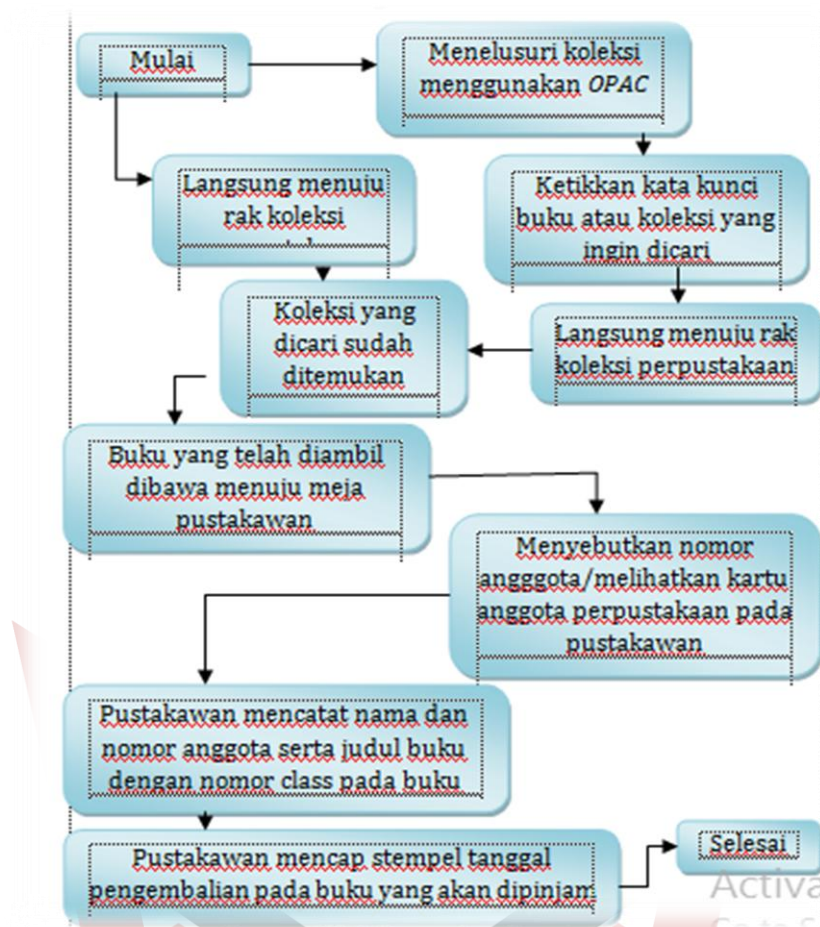 Mulai
Menelusuri koleksi
menggunakan OPAC
Langsung menuju
rak koleksi
Ketikkan kata kunci
buku atau koleksi yang
ingin dicari
Koleksi yang
dicari sudah
ditemukan
Langsung menuju rak
koleksi perpustakaan
Buku yang telah diambil
dibawa menuju meja
pustakawan
Menyebutkan nomor
angggota/melihatkan kartu
anggota perpustakaan pada
pustakawan
Pustakawan mencatat nama dan
nomor anggota serta judul buku
dengan nomor class pada buku
Pustakawan mencap stempel tanggal
pengembalian pada buku yang akan dipinjam
Selesai